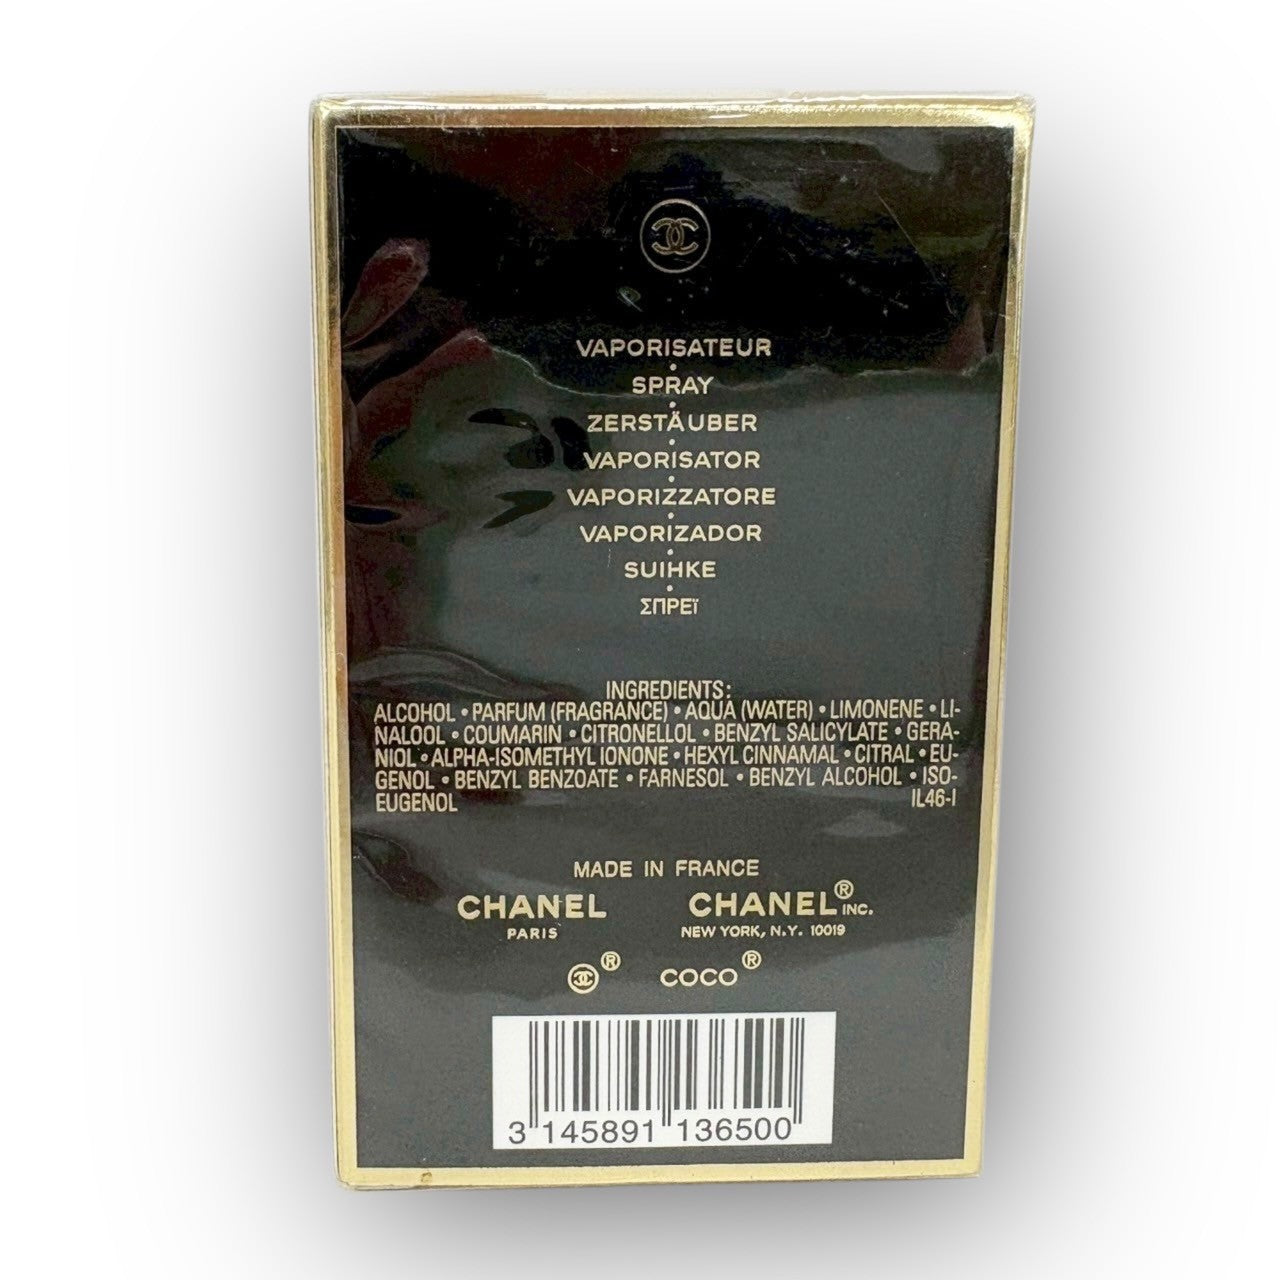 VAPORISATEUR
SPRAY
ZERSTÄUBER
VAPORISATOR
VAPORIZZATORE
VAPORIZADOR
SUIHKE
ΣΠΡΕΪ
INGREDIENTS:
ALCOHOL • PARFUM (FRAGRANCE) • AQUA (WATER) • LIMONENE • LI-
NALOOL • COUMARIN • CITRONELLOL • BENZYL SALICYLATE • GERA-
NIOL • ALPHA-ISOMETHYL IONONE • HEXYL CINNAMAL • CITRAL • EU-
GENOL • BENZYL BENZOATE • FARNESOL • BENZYL ALCOHOL • ISO-
EUGENOL IL46-I
MADE IN FRANCE
CHANEL CHANEL® INC.
PARIS NEW YORK, N.Y. 10019
® COCO®
3 145891 136500